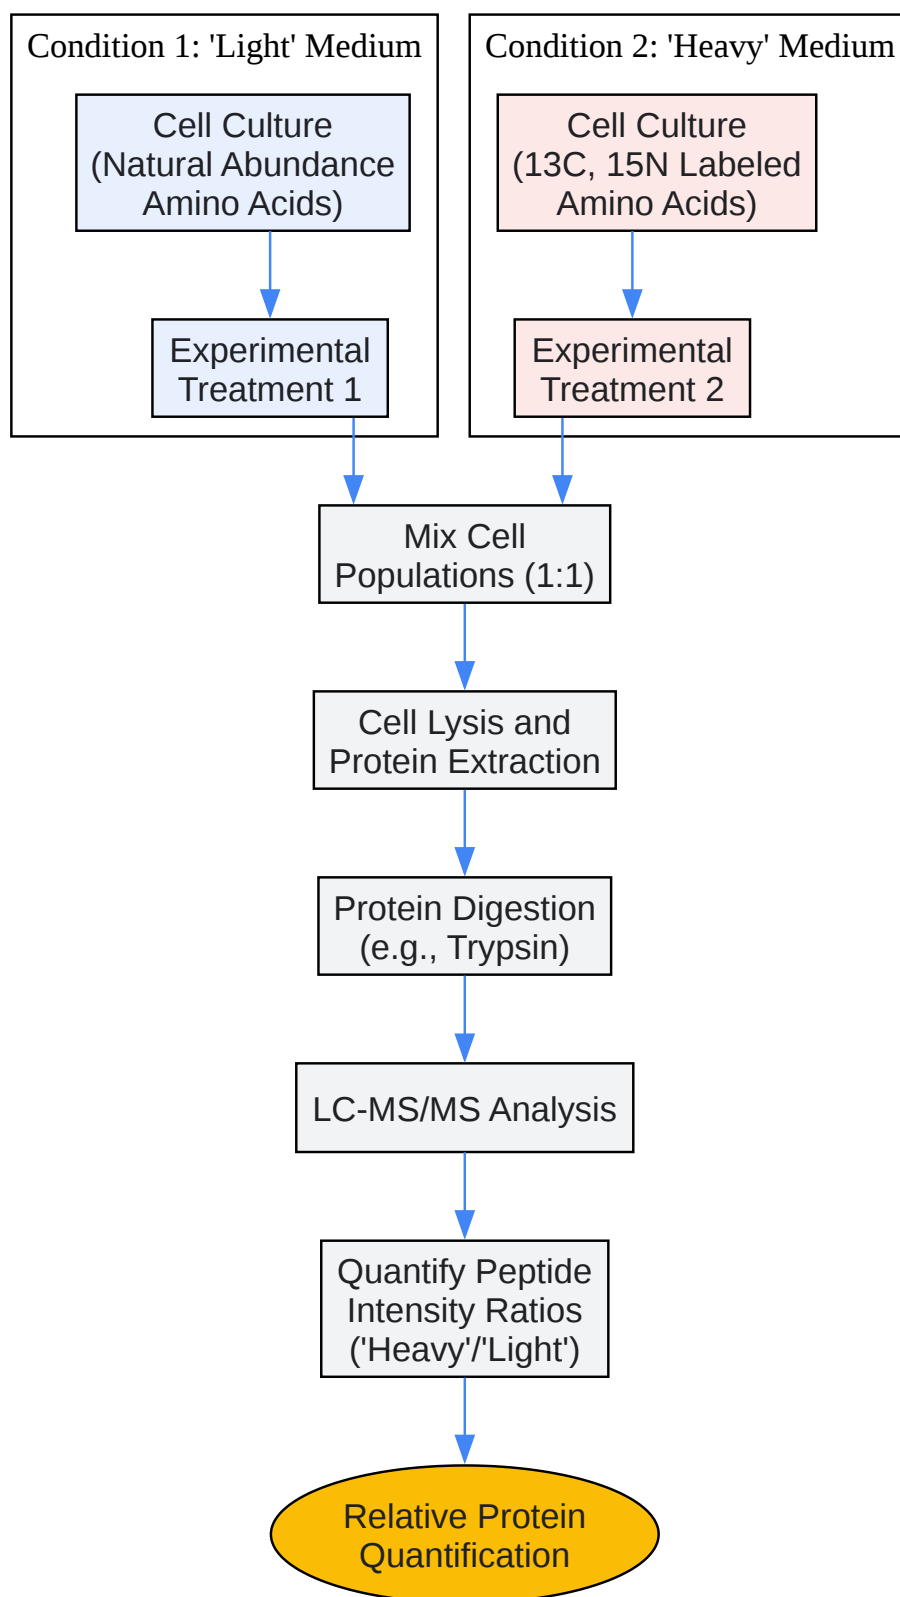 Condition 1: 'Light' Medium
Cell Culture
(Natural Abundance
Amino Acids)
Experimental
Treatment 1
Condition 2: 'Heavy' Medium
Cell Culture
(13C, 15N Labeled
Amino Acids)
Experimental
Treatment 2
Mix Cell
Populations (1:1)
Cell Lysis and
Protein Extraction
Protein Digestion
(e.g., Trypsin)
LC-MS/MS Analysis
Quantify Peptide
Intensity Ratios
('Heavy'/'Light')
Relative Protein
Quantification